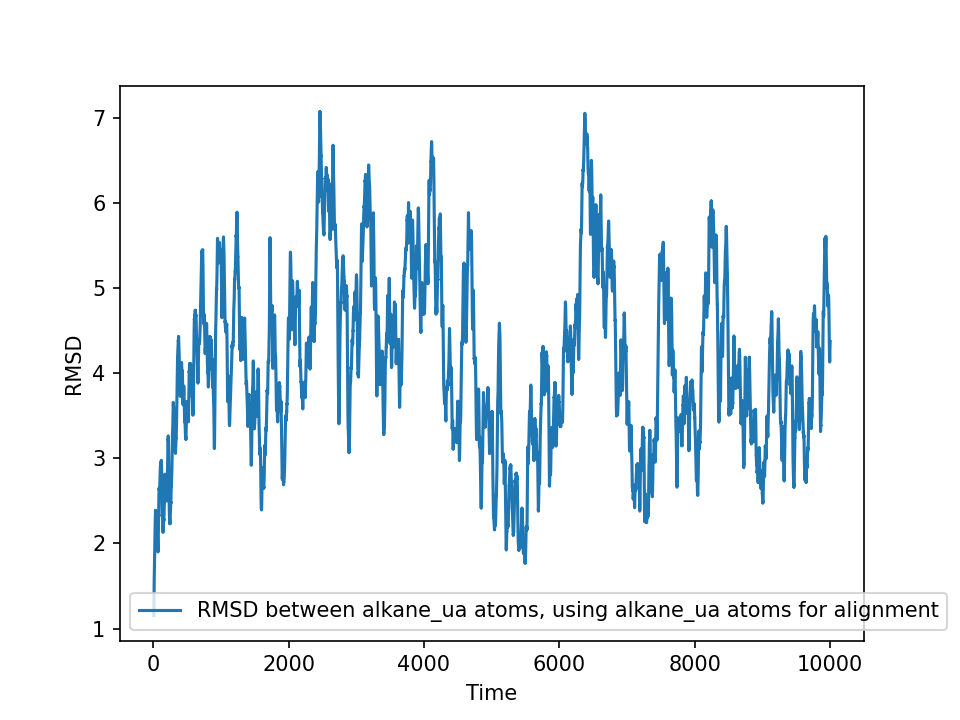 7
6
5
4
3
2
1
RMSD
RMSD between alkane_ua atoms, using alkane_ua atoms for alignment
0 2000 4000 6000 8000 10000
Time